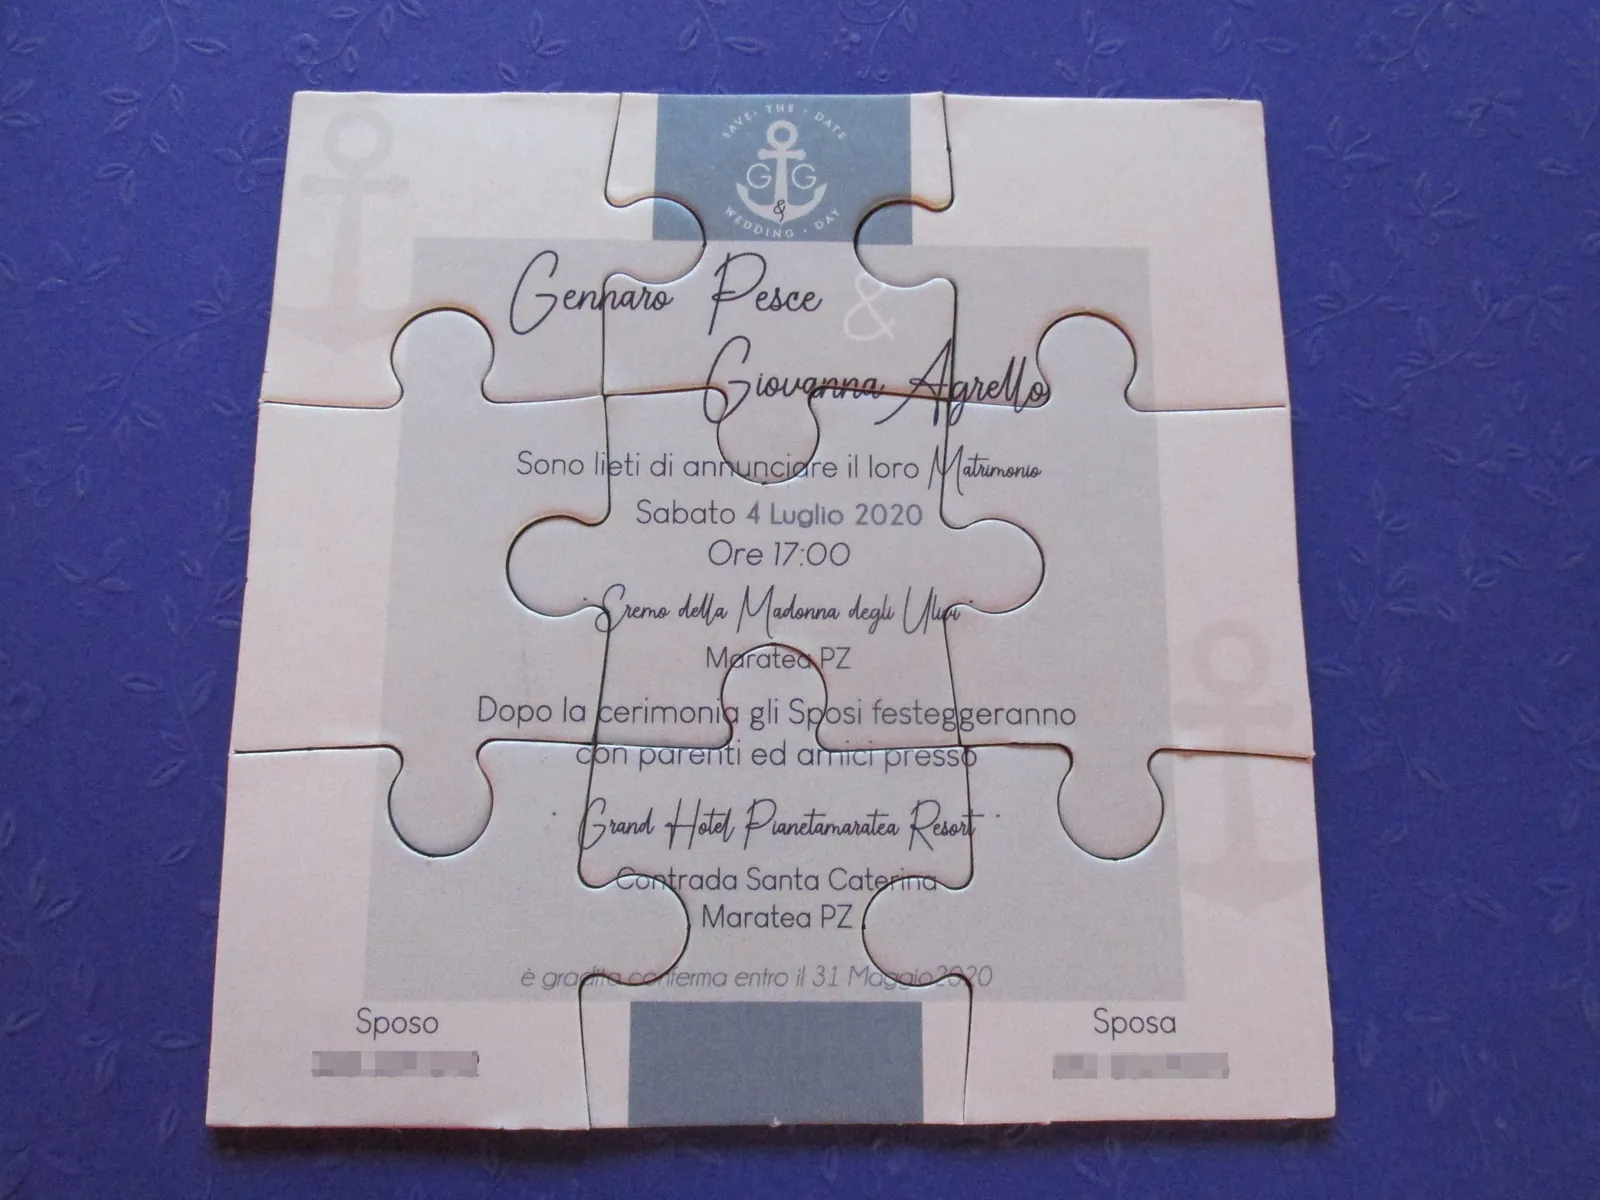 SAVE · THE · DATE
G G
&
WEDDING · DAY
Gennaro Pesce &
Giovanna Agrello
Sono lieti di annunciare il loro Matrimonio
Sabato 4 Luglio 2020
Ore 17:00
· Eremo della Madonna degli Ulivi ·
Maratea PZ
Dopo la cerimonia gli Sposi festeggeranno
con parenti ed amici presso
· Grand Hotel Pianetamaratea Resort ·
Contrada Santa Caterina
Maratea PZ
è gradita conferma entro il 31 Maggio 2020
Sposo
Sposa